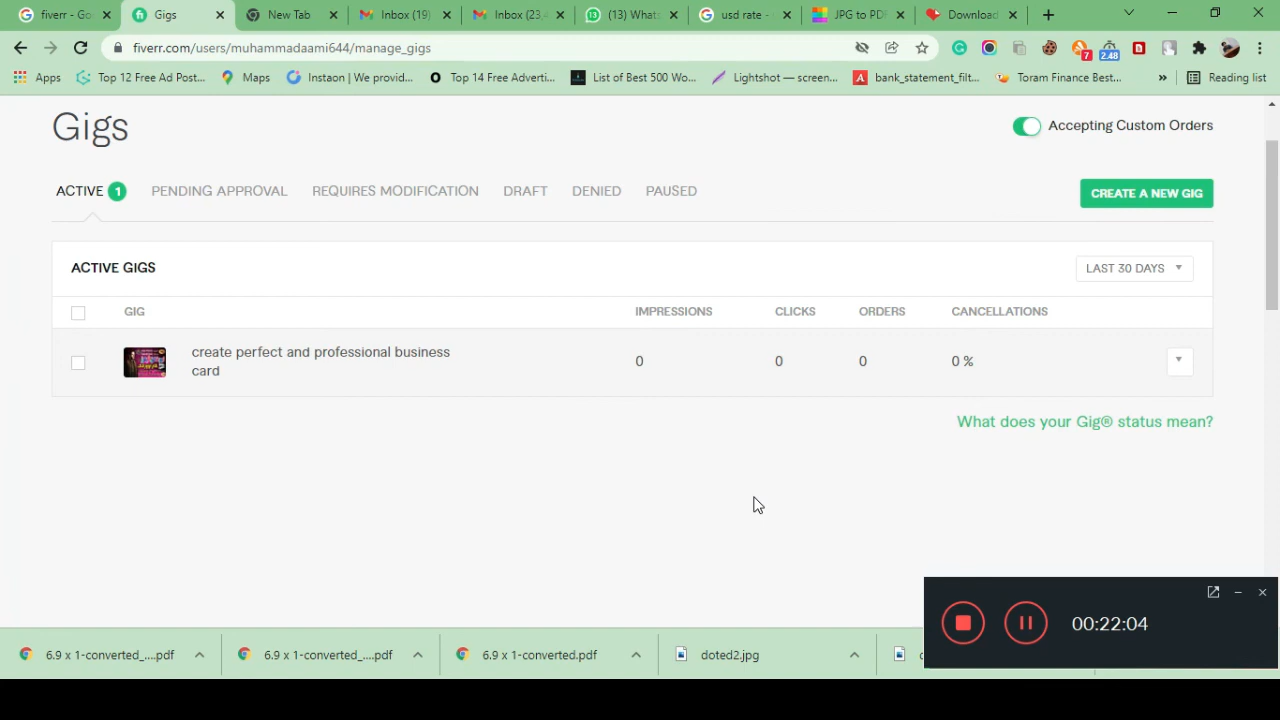 fiverr - Go
Gigs
New Tab
Inbox (19)
Inbox (23,
(13) Whats
usd rate -
JPG to PDF
Download
fiverr.com/users/muhammadaami644/manage_gigs
7
2.48
Apps
Top 12 Free Ad Post...
Maps
Instaon | We provid...
Top 14 Free Adverti...
List of Best 500 Wo...
Lightshot — screen...
bank_statement_filt...
Toram Finance Best...
»
Reading list
Gigs
Accepting Custom Orders
ACTIVE 1
PENDING APPROVAL
REQUIRES MODIFICATION
DRAFT
DENIED
PAUSED
CREATE A NEW GIG
ACTIVE GIGS
LAST 30 DAYS
GIG
IMPRESSIONS
CLICKS
ORDERS
CANCELLATIONS
create perfect and professional business
card
0
0
0
0 %
What does your Gig® status mean?
00:22:04
6.9 x 1-converted_....pdf
6.9 x 1-converted_....pdf
6.9 x 1-converted.pdf
doted2.jpg